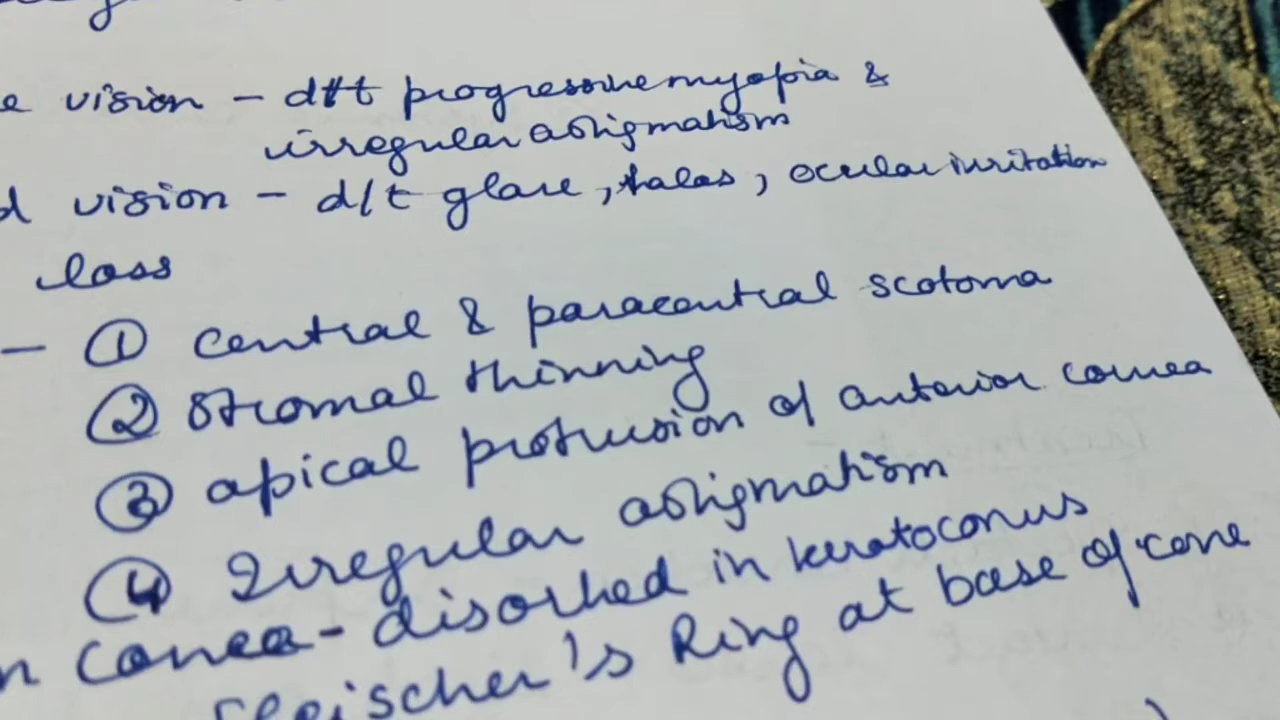 e vision - d/t progressive myopia &
irregular astigmatism
d vision - d/t glare, halos, ocular irritation
loss
- ① central & paracentral scotoma
② stromal thinning
③ apical protrusion of anterior cornea
④ Irregular astigmatism
n cornea - disorhed in keratoconus
Fleischer's Ring at base of cone